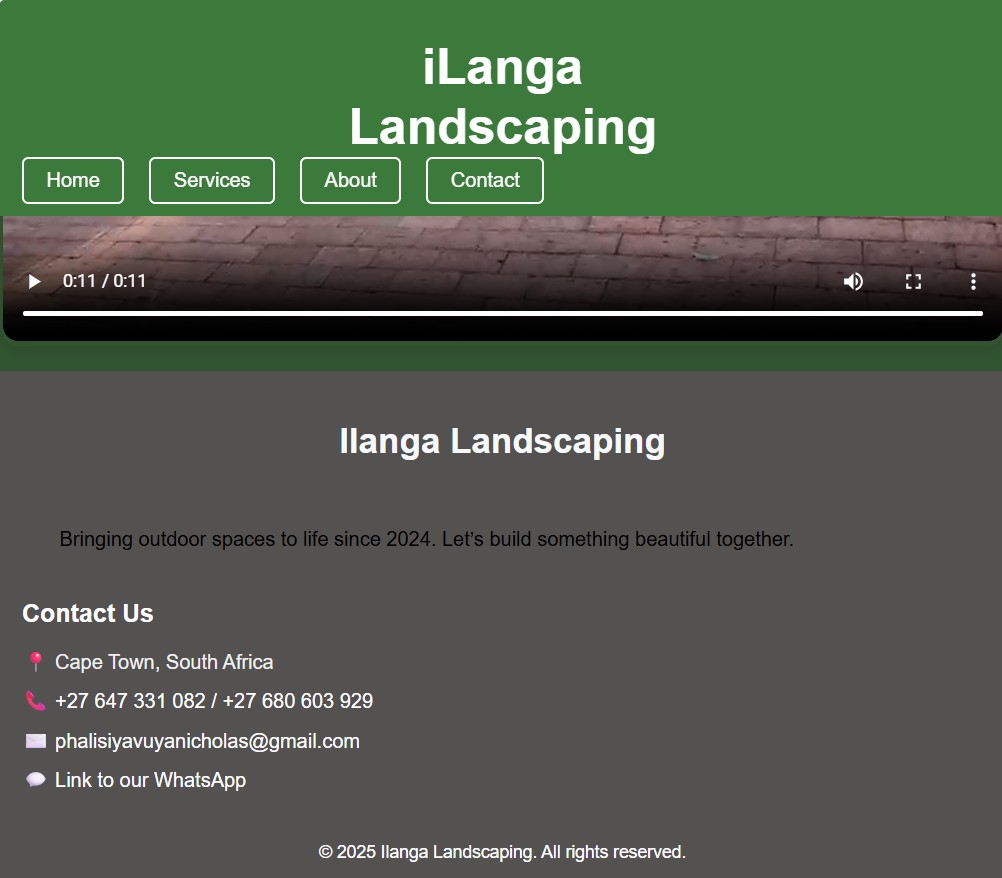 iLanga
Landscaping
Home Services About Contact
0:11 / 0:11
Ilanga Landscaping
Bringing outdoor spaces to life since 2024. Let’s build something beautiful together.
Contact Us
Cape Town, South Africa
+27 647 331 082 / +27 680 603 929
phalisiyavuyanicholas@gmail.com
Link to our WhatsApp
© 2025 Ilanga Landscaping. All rights reserved.